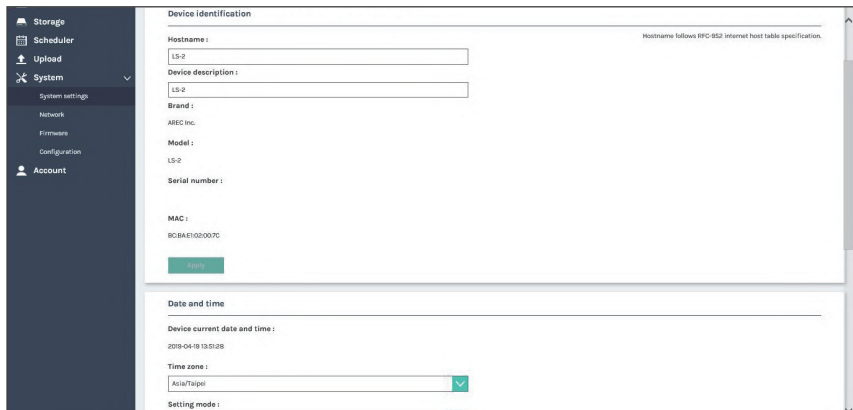 Storage
Scheduler
Upload
System
System settings
Network
Firmware
Configuration
Account
Device identification
Hostname :
Hostname follows RFC-952 internet host table specification.
LS-2
Device description :
LS-2
Brand :
AREC Inc.
Model :
LS-2
Serial number :
MAC :
BC:BA:E1:02:00:7C
Apply
Date and time
Device current date and time :
2019-04-19 13:51:28
Time zone :
Asia/Taipei
Setting mode :